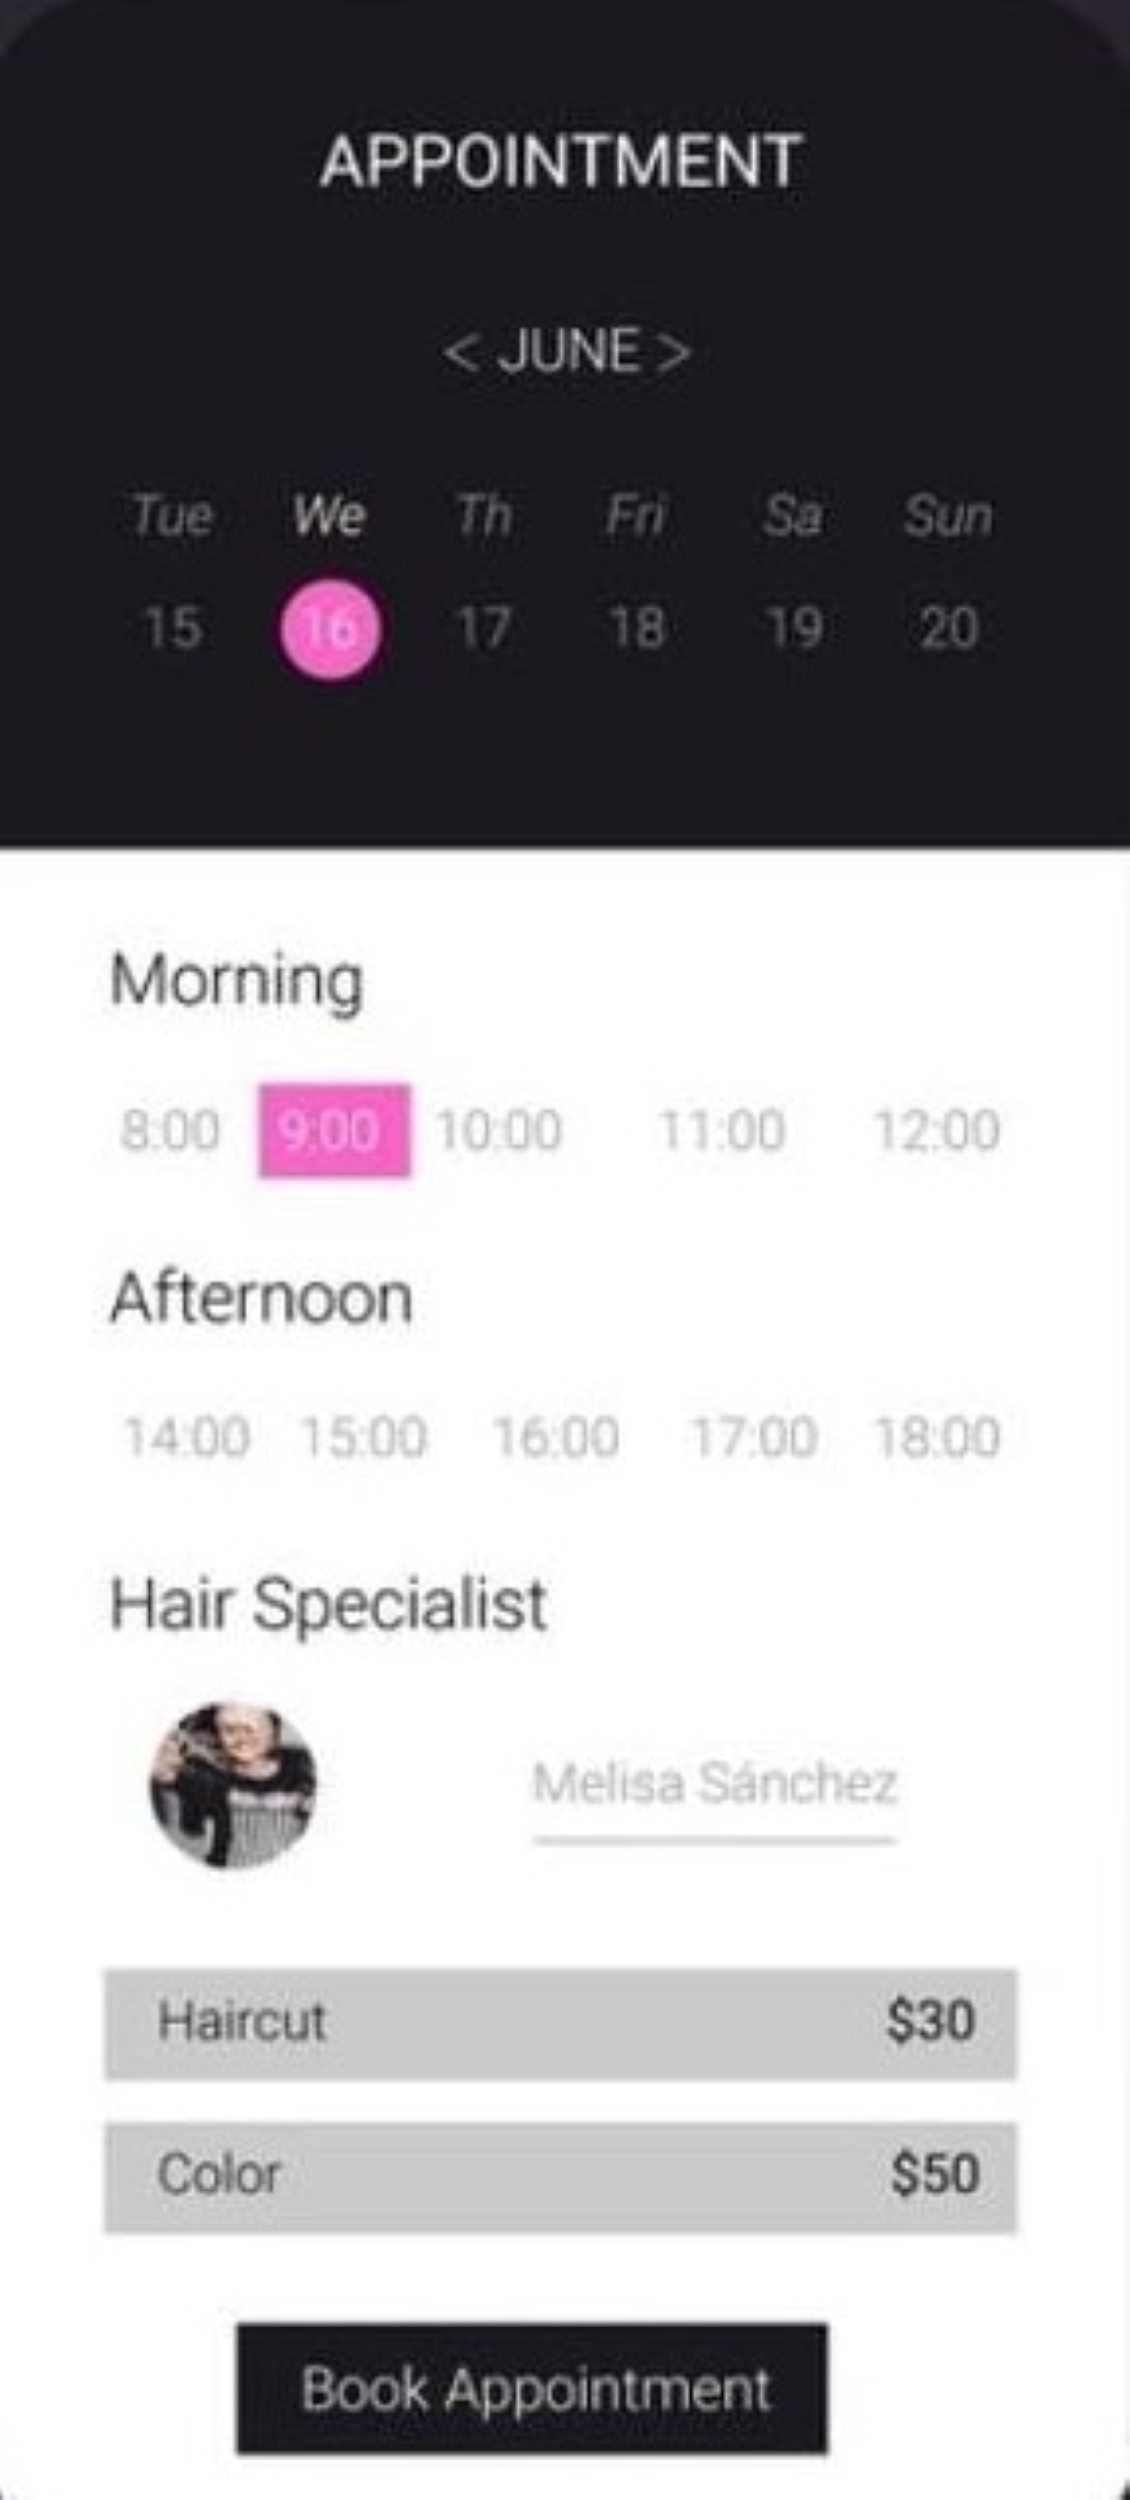 APPOINTMENT
< JUNE >
Tue We Th Fri Sa Sun
15 16 17 18 19 20
Morning
8:00 9:00 10:00 11:00 12:00
Afternoon
14:00 15:00 16:00 17:00 18:00
Hair Specialist
Melisa Sánchez
Haircut $30
Color $50
Book Appointment